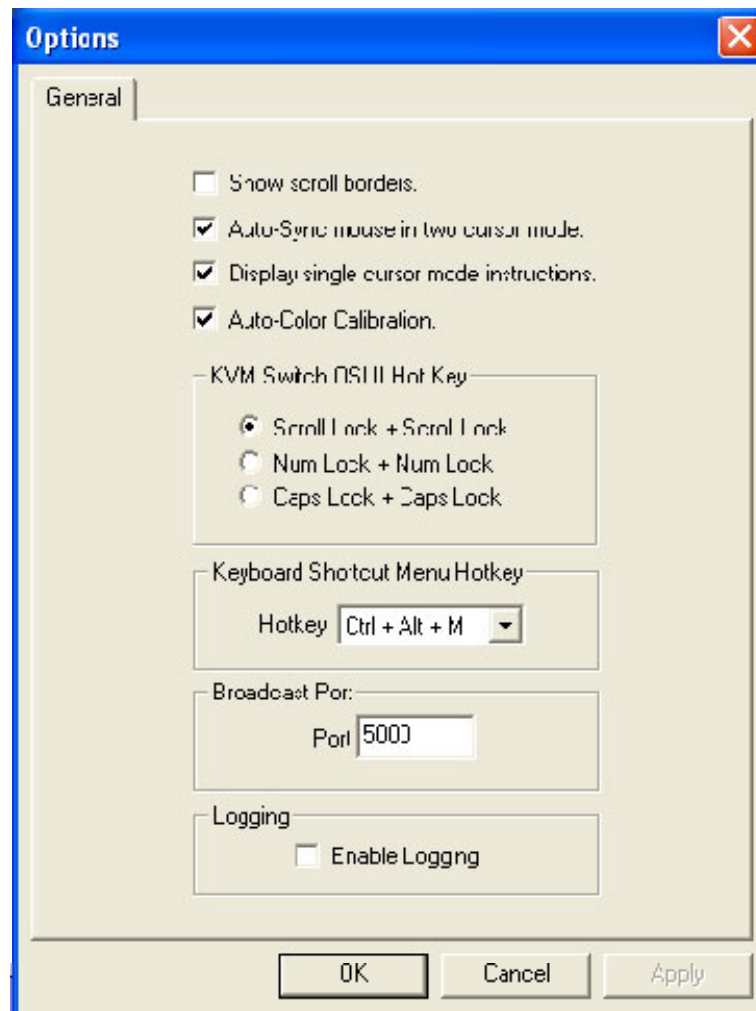 Options
General
Show scroll borders.
Auto-Sync mouse in two cursor mode.
Display single cursor mode instructions.
Auto-Color Calibration.
KVM Switch OSUI Hot Key
Scroll Lock + Scroll Lock
Num Lock + Num Lock
Caps Lock + Caps Lock
Keyboard Shortcut Menu Hotkey
Hotkey Ctrl + Alt + M
Broadcast Port
Port 5000
Logging
Enable Logging
OK Cancel Apply